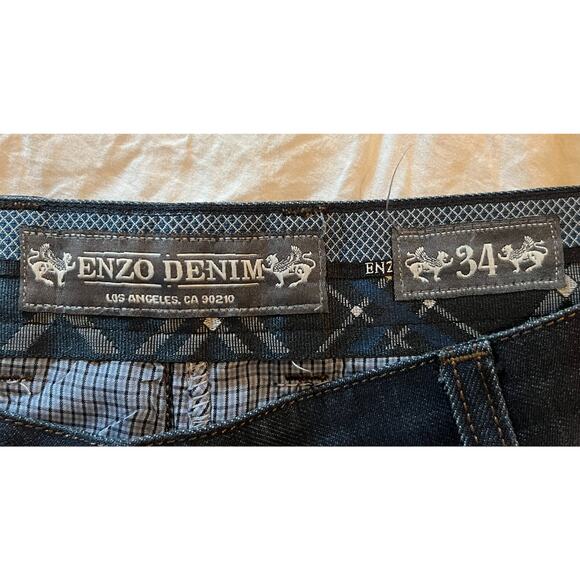 ENZO DENIM
LOS ANGELES, CA 90210
ENZ
34